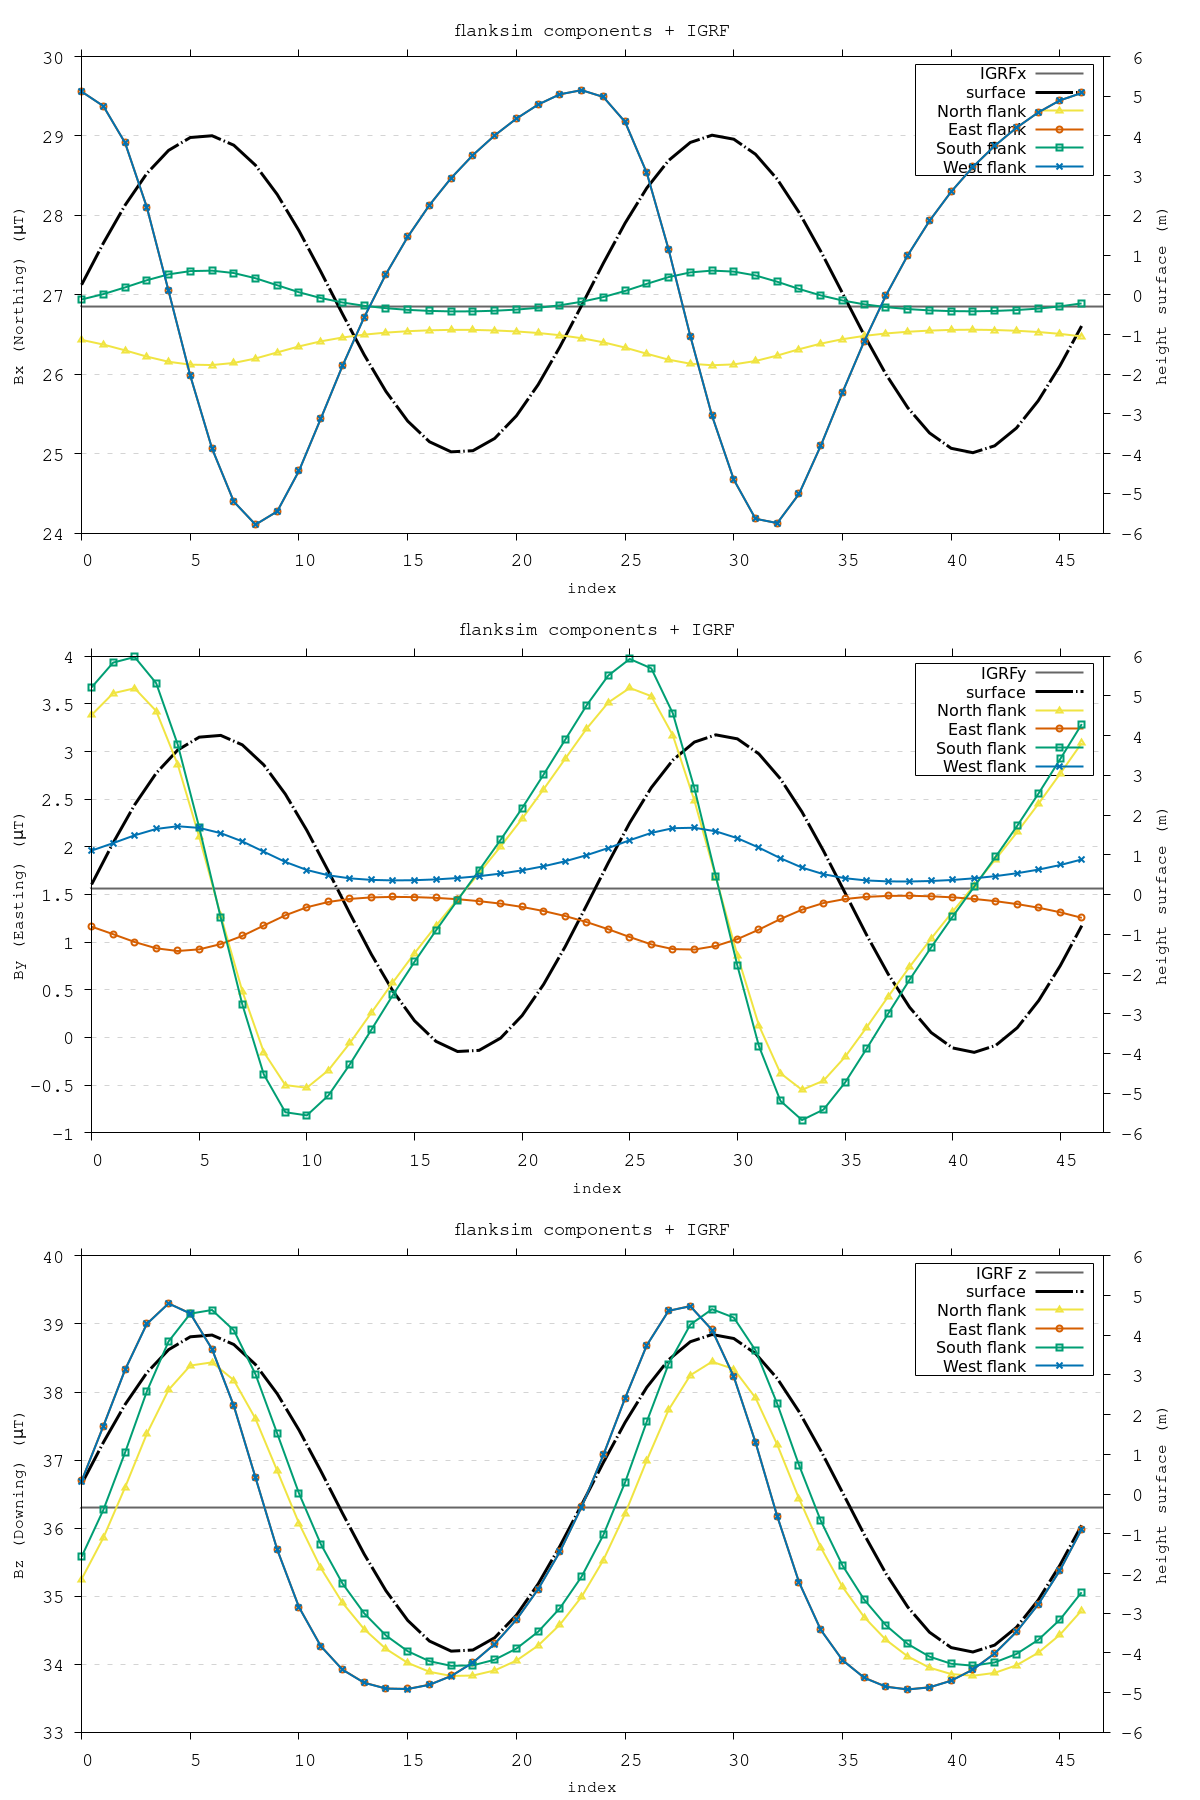 flanksim components + IGRF
30
29
28
27
26
25
24
Bx (Northing) (μT)
6
5
4
3
2
1
0
−1
−2
−3
−4
−5
−6
height surface (m)
IGRFx
surface
North flank
East flank
South flank
West flank
0 5 10 15 20 25 30 35 40 45
index
flanksim components + IGRF
4
3.5
3
2.5
2
1.5
1
0.5
0
−0.5
−1
By (Easting) (μT)
6
5
4
3
2
1
0
−1
−2
−3
−4
−5
−6
height surface (m)
IGRFy
surface
North flank
East flank
South flank
West flank
0 5 10 15 20 25 30 35 40 45
index
flanksim components + IGRF
40
39
38
37
36
35
34
33
Bz (Downing) (μT)
6
5
4
3
2
1
0
−1
−2
−3
−4
−5
−6
height surface (m)
IGRF z
surface
North flank
East flank
South flank
West flank
0 5 10 15 20 25 30 35 40 45
index